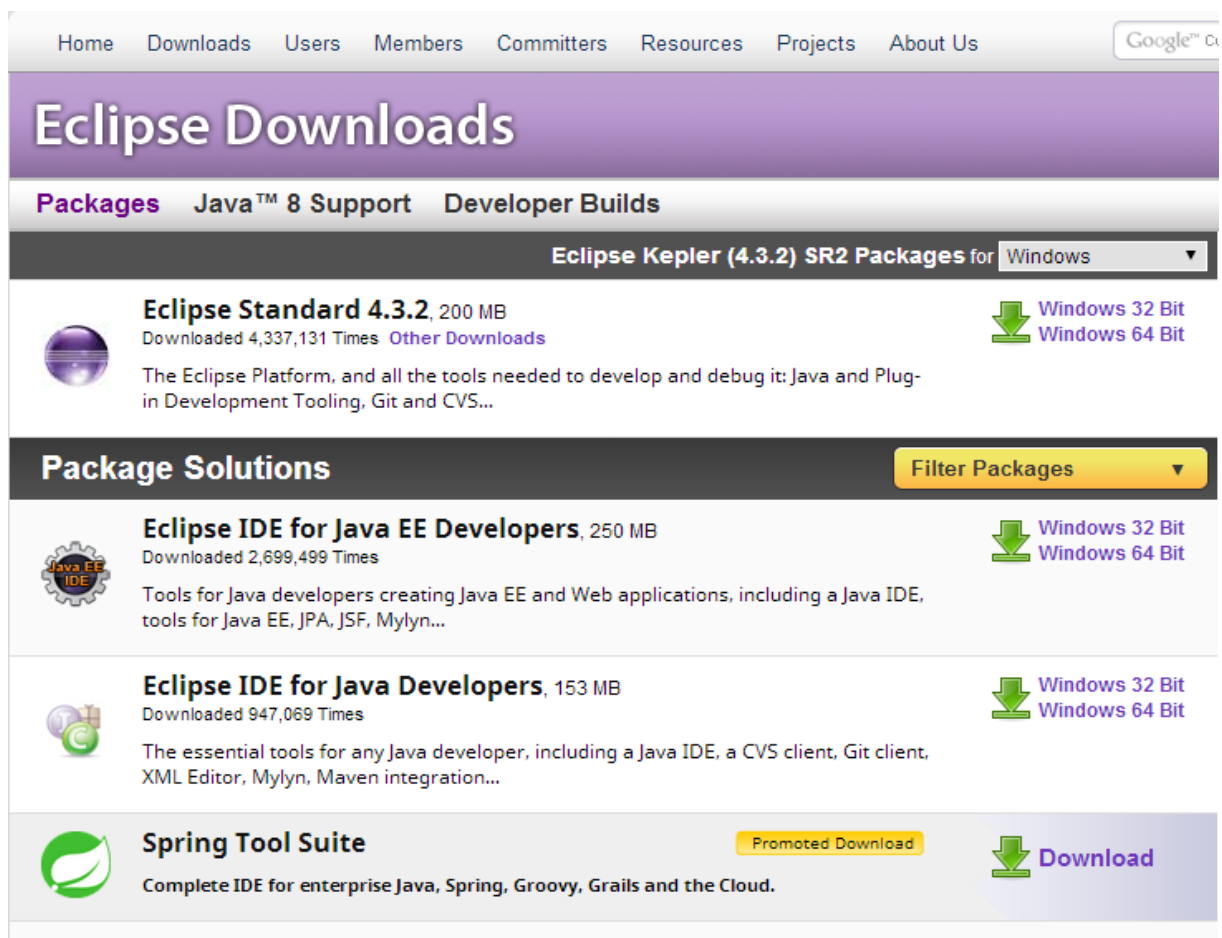 Home Downloads Users Members Committers Resources Projects About Us Google™
Eclipse Downloads
Packages Java™ 8 Support Developer Builds
Eclipse Kepler (4.3.2) SR2 Packages for Windows
Eclipse Standard 4.3.2, 200 MB
Downloaded 4,337,131 Times Other Downloads
Windows 32 Bit
Windows 64 Bit
The Eclipse Platform, and all the tools needed to develop and debug it: Java and Plug-
in Development Tooling, Git and CVS...
Package Solutions Filter Packages
Java EE
IDE
Eclipse IDE for Java EE Developers, 250 MB
Downloaded 2,699,499 Times
Windows 32 Bit
Windows 64 Bit
Tools for Java developers creating Java EE and Web applications, including a Java IDE,
tools for Java EE, JPA, JSF, Mylyn...
Eclipse IDE for Java Developers, 153 MB
Downloaded 947,069 Times
Windows 32 Bit
Windows 64 Bit
The essential tools for any Java developer, including a Java IDE, a CVS client, Git client,
XML Editor, Mylyn, Maven integration...
Spring Tool Suite Promoted Download
Download
Complete IDE for enterprise Java, Spring, Groovy, Grails and the Cloud.